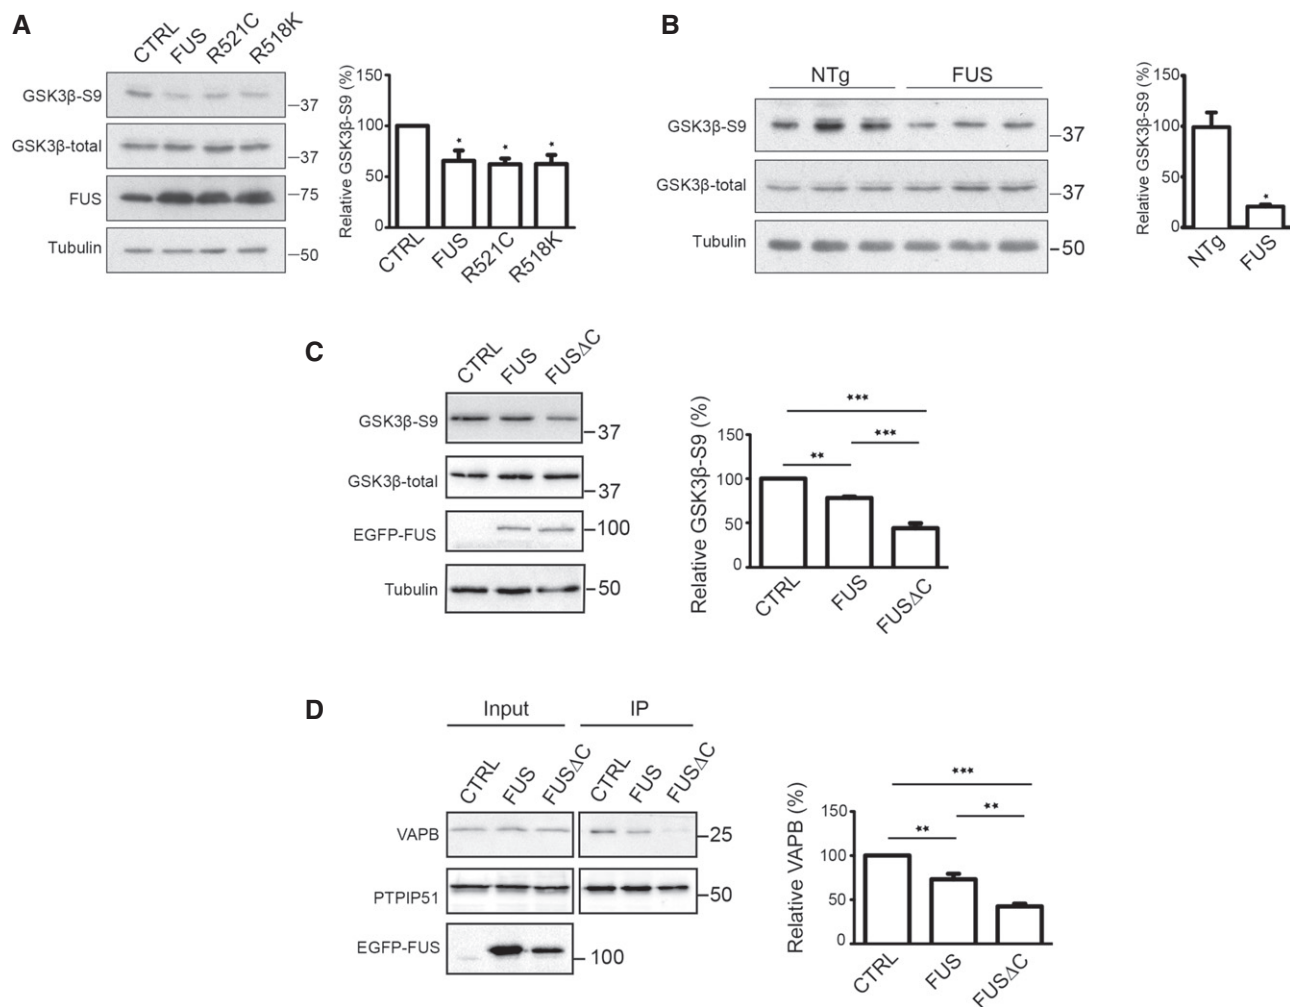 A
CTRL FUS R521C R518K
GSK3β-S9 –37
GSK3β-total –37
FUS –75
Tubulin –50
Relative GSK3β-S9 (%)
150
100
50
0
* * *
CTRL FUS R521C R518K
B
NTg FUS
GSK3β-S9 –37
GSK3β-total –37
Tubulin –50
Relative GSK3β-S9 (%)
150
100
50
0
*
NTg FUS
C
CTRL FUS FUSΔC
GSK3β-S9 –37
GSK3β-total –37
EGFP-FUS –100
Tubulin –50
Relative GSK3β-S9 (%)
150
100
50
0
***
***
**
CTRL FUS FUSΔC
D
Input IP
CTRL FUS FUSΔC CTRL FUS FUSΔC
VAPB –25
PTPIP51 –50
EGFP-FUS – 100
Relative VAPB (%)
150
100
50
0
***
**
**
CTRL FUS FUSΔC